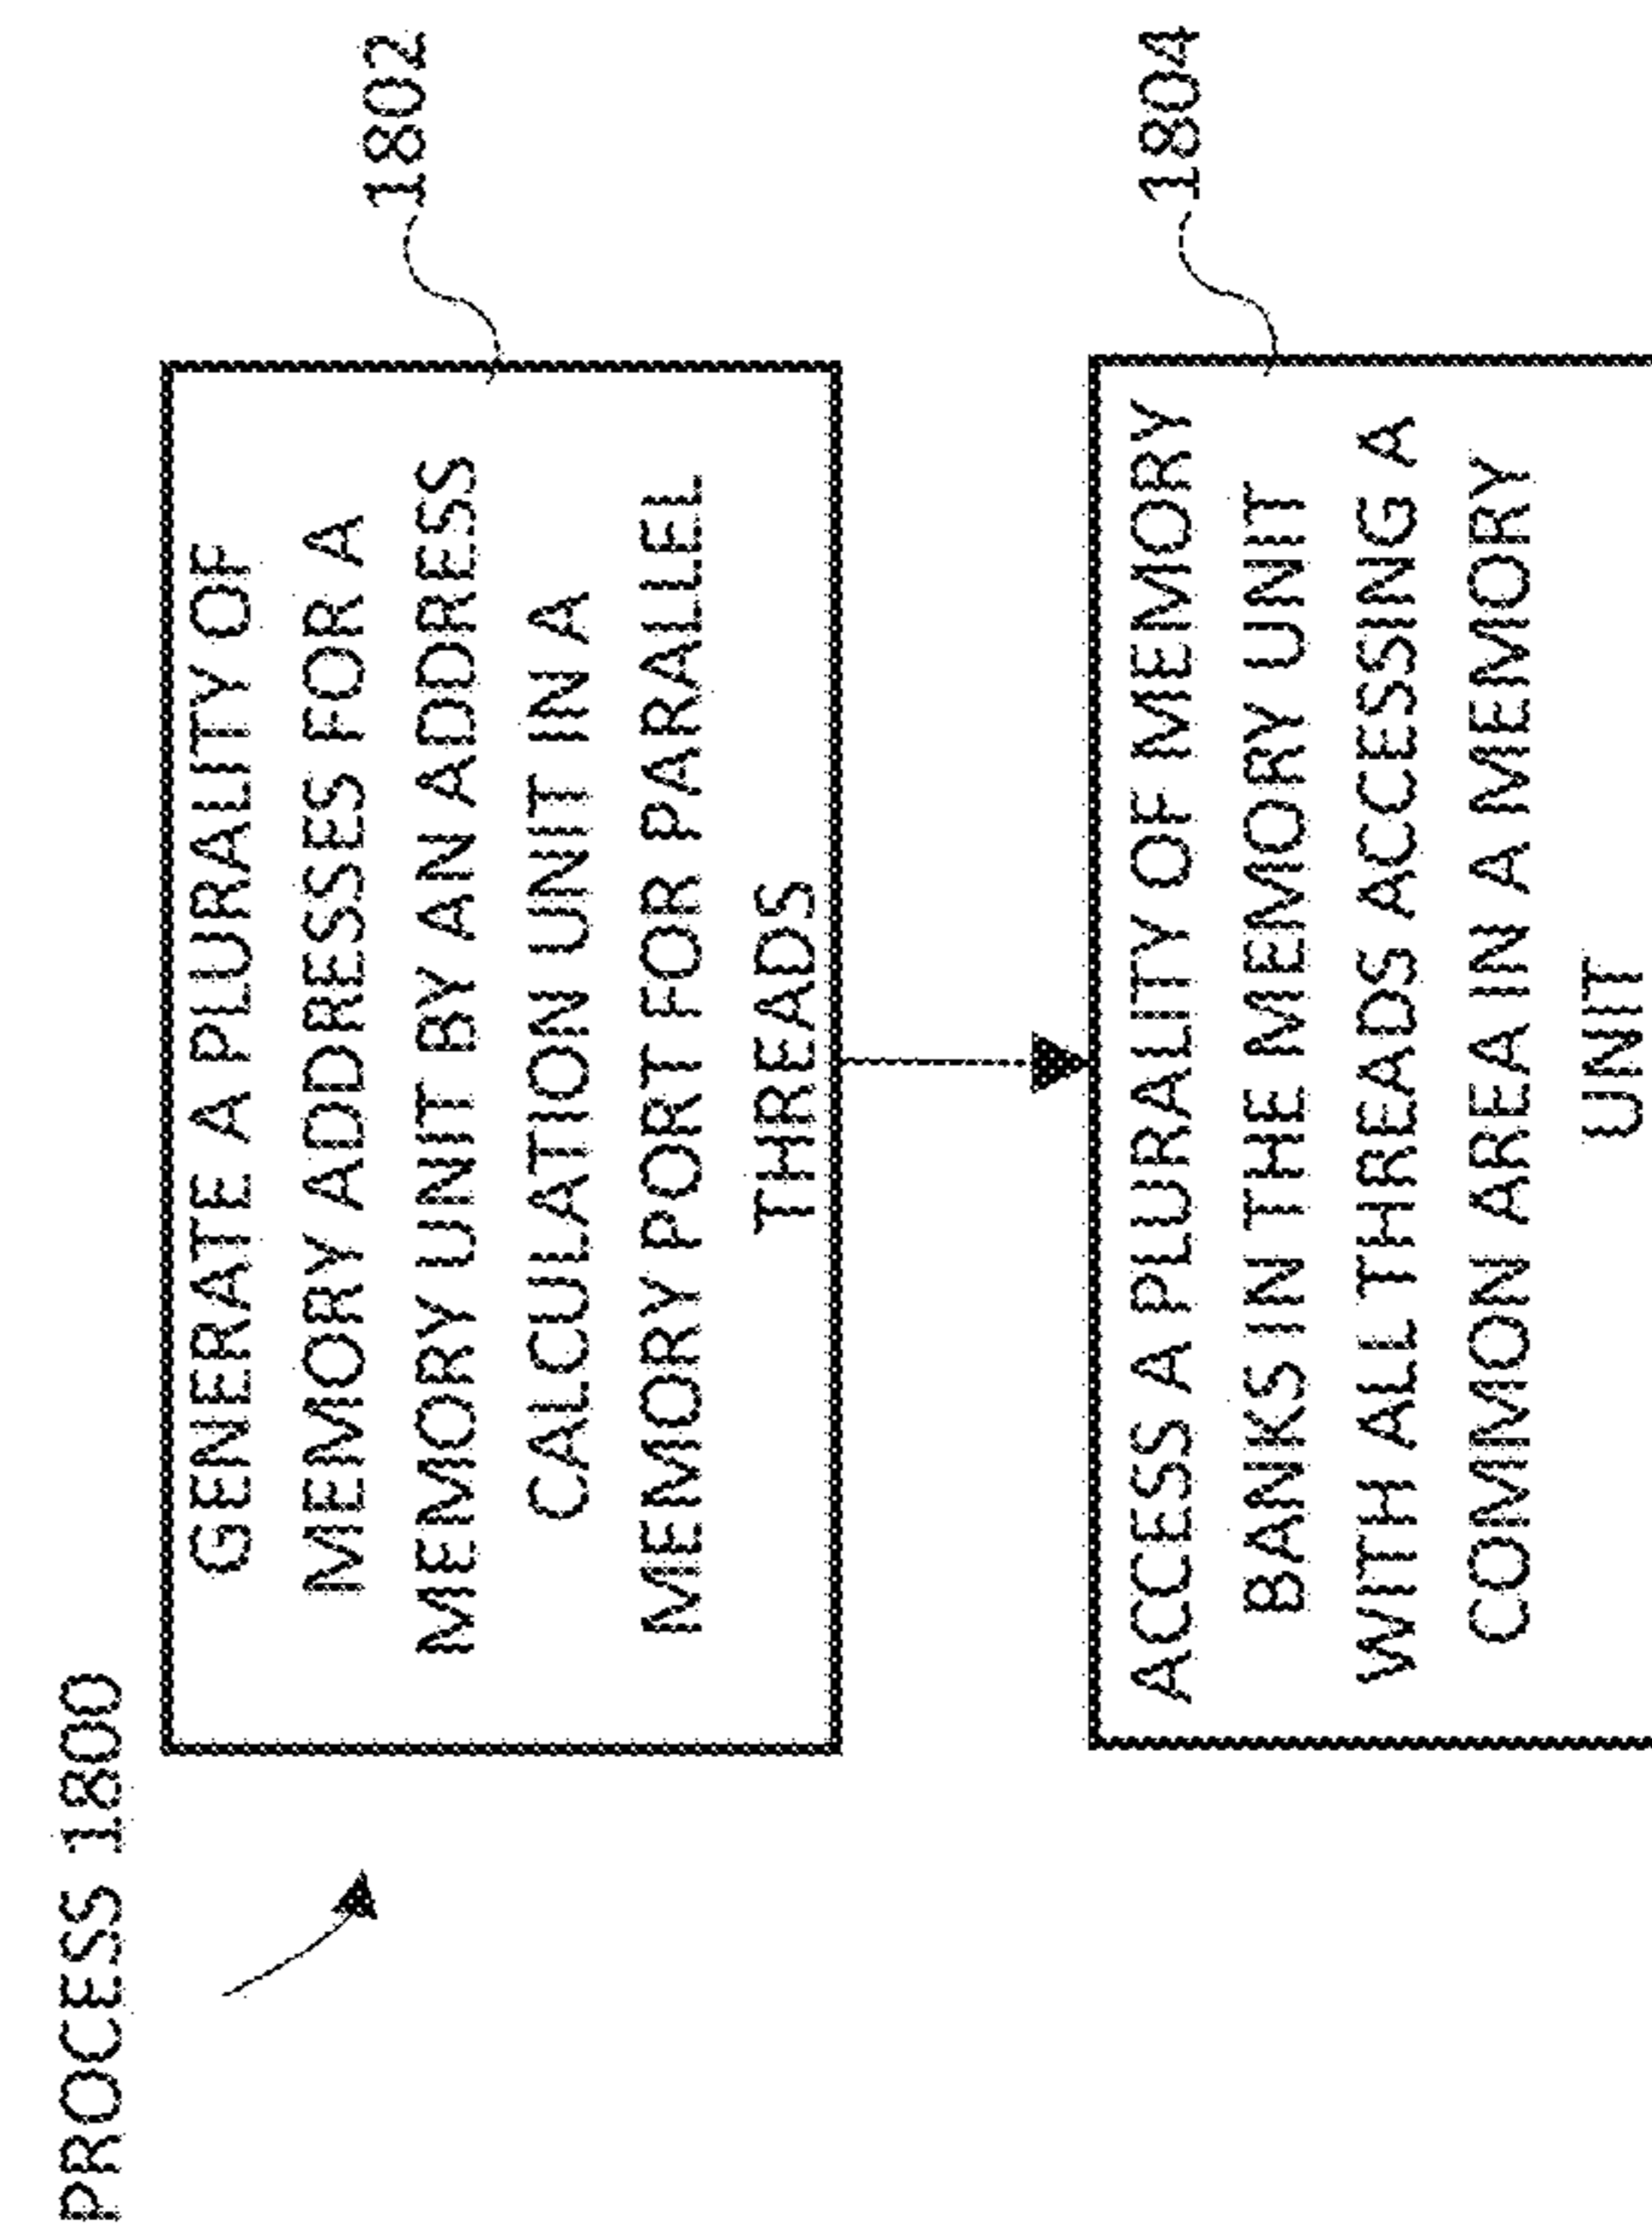 PROCESS 1800
GENERATE A PLURALITY OF
MEMORY ADDRESSES FOR A
MEMORY UNIT BY AN ADDRESS
CALCULATION UNIT IN A
MEMORY PORT FOR PARALLEL
THREADS
1802
ACCESS A PLURALITY OF MEMORY
BANKS IN THE MEMORY UNIT
WITH ALL THREADS ACCESSING A
COMMON AREA IN A MEMORY
UNIT
1804